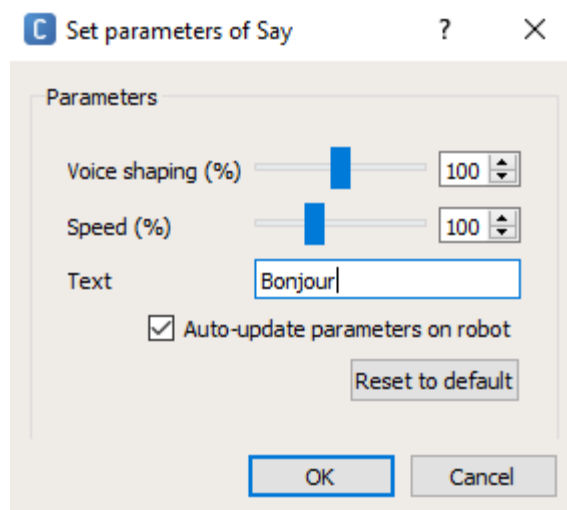 C Set parameters of Say ? ×
Parameters
Voice shaping (%) 100
Speed (%) 100
Text Bonjour
Auto-update parameters on robot
Reset to default
OK Cancel